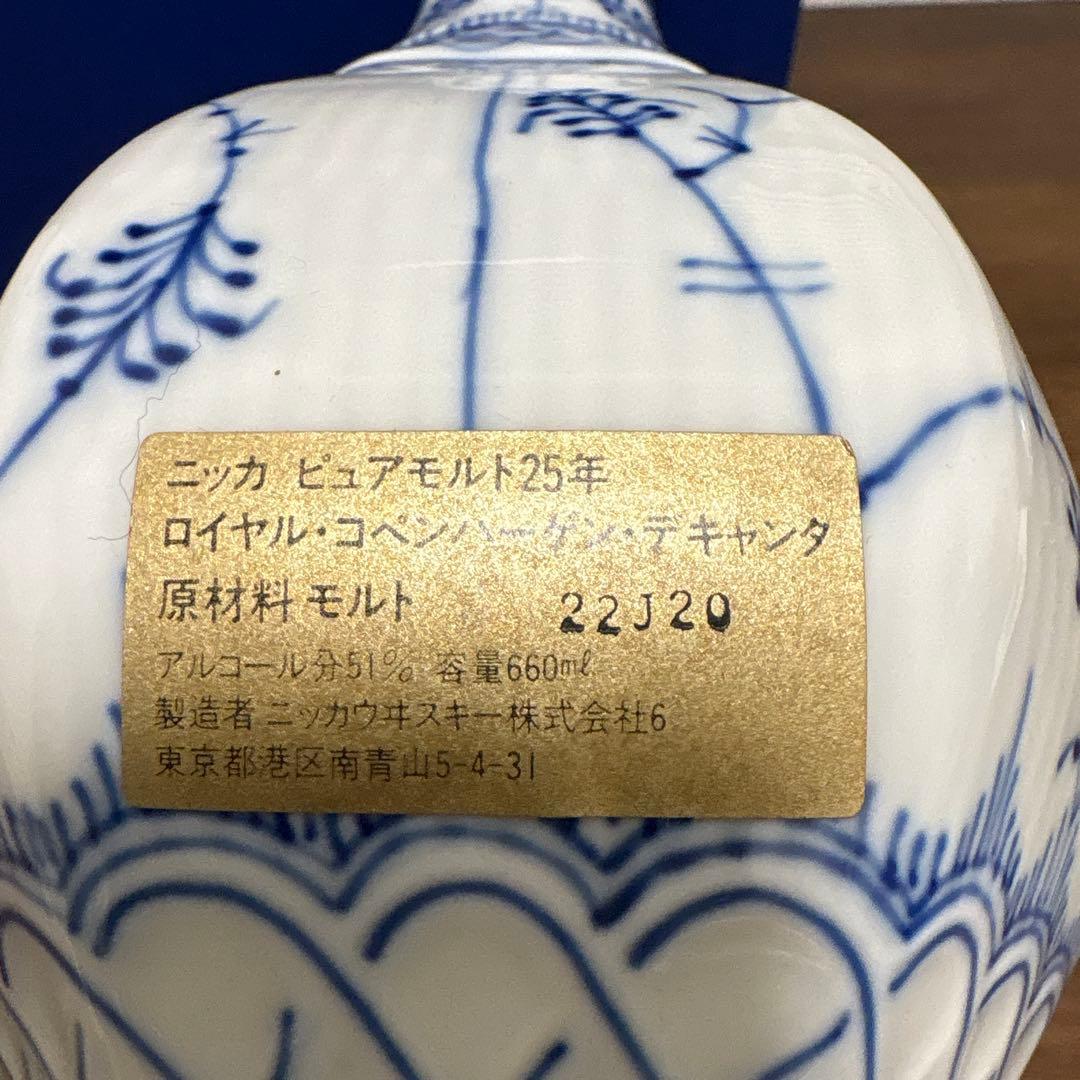 ニッカ ピュアモルト25年
ロイヤル・コペンハーゲン・デキャンタ
原材料 モルト 22J20
アルコール分51% 容量660ml
製造者 ニッカウヰスキー株式会社6
東京都港区南青山5-4-31